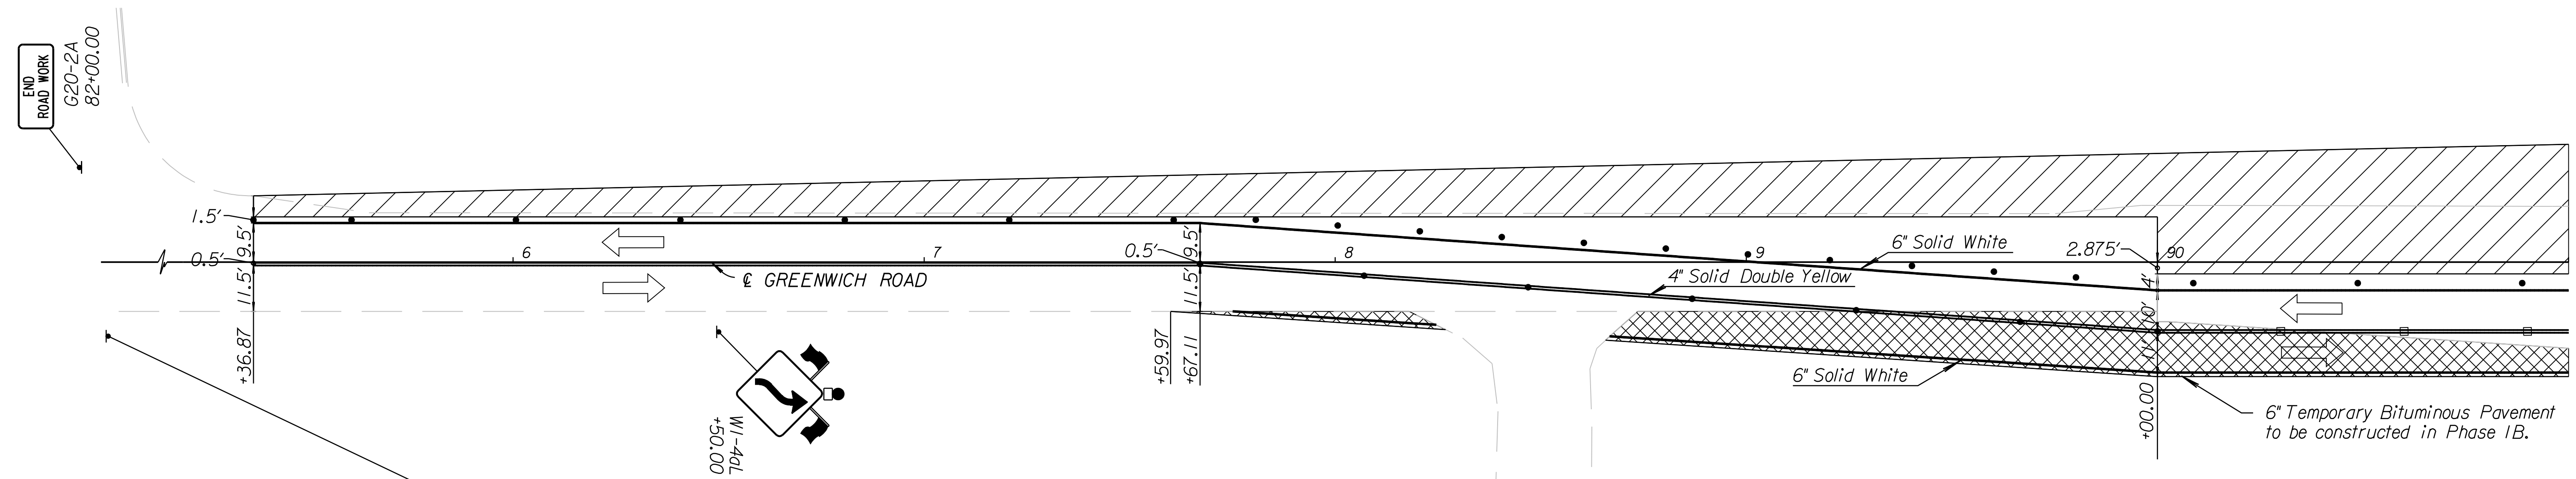 END
ROAD WORK
G20-2A
82+00.00
1.5'
9.5'
0.5'
11.5'
+36.87
6
7
8
9
90
℄ GREENWICH ROAD
W1-4aL
+50.00
0.5'
9.5'
11.5'
+59.97
+67.11
6" Solid White
4" Solid Double Yellow
6" Solid White
2.875'
4'
10'
11'
+00.00
6" Temporary Bituminous Pavement
to be constructed in Phase 1B.